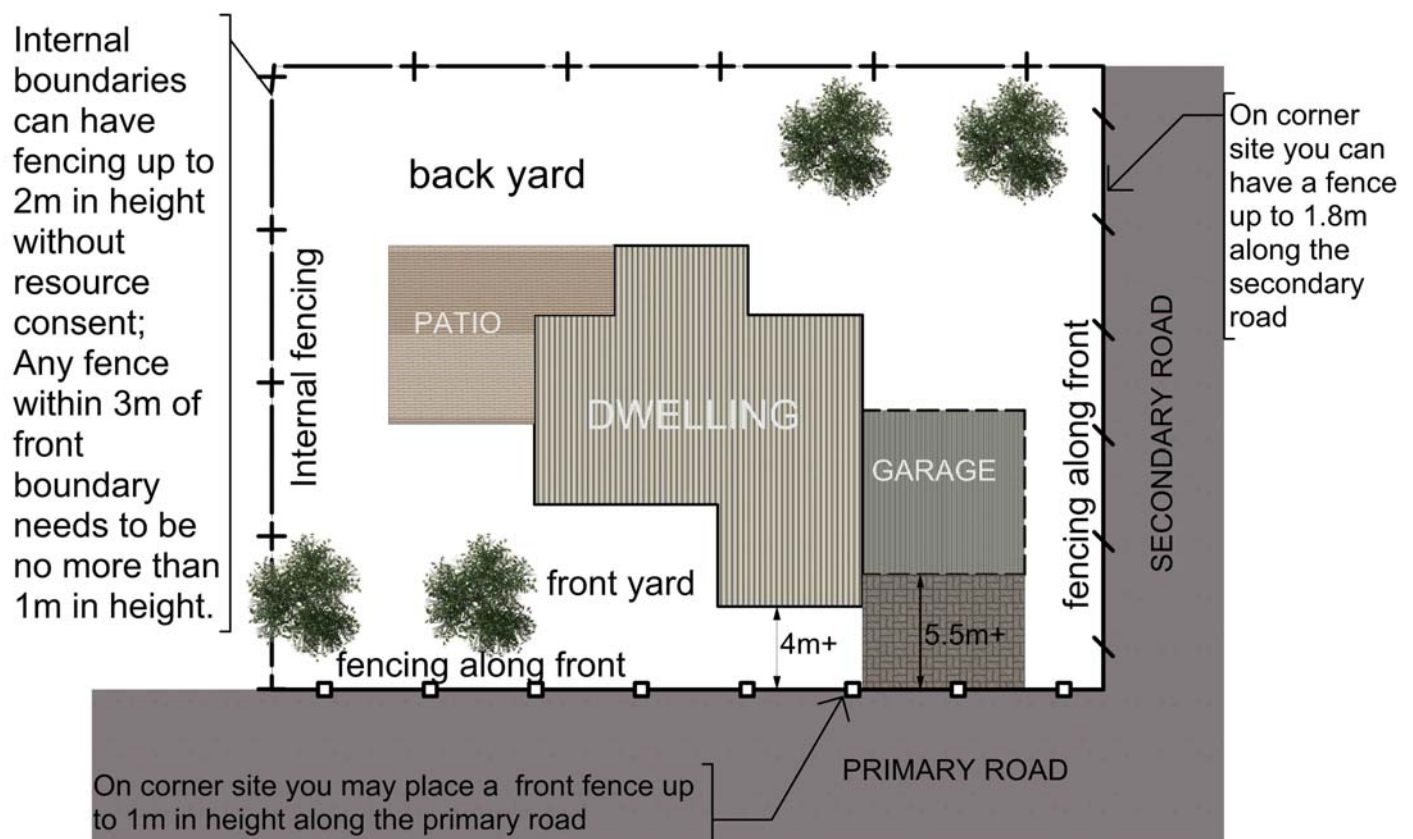 Internal
boundaries
can have
fencing up to
2m in height
without
resource
consent;
Any fence
within 3m of
front
boundary
needs to be
no more than
1m in height.
back yard
On corner
site you can
have a fence
up to 1.8m
along the
secondary
road
Internal fencing
PATIO
DWELLING
GARAGE
fencing along front
SECONDARY ROAD
front yard
4m+
5.5m+
fencing along front
PRIMARY ROAD
On corner site you may place a front fence up
to 1m in height along the primary road